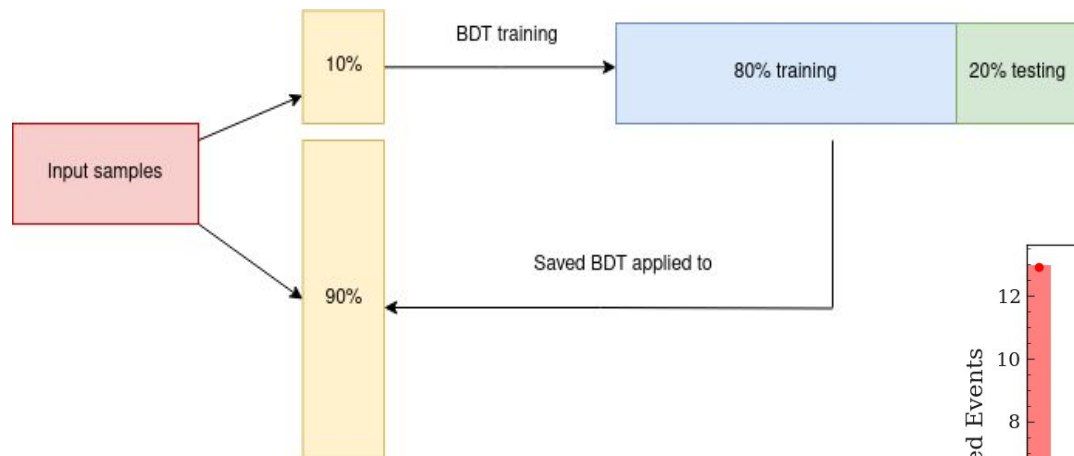 BDT training
10%
80% training
20% testing
Input samples
Saved BDT applied to
90%
12
10
8
Events